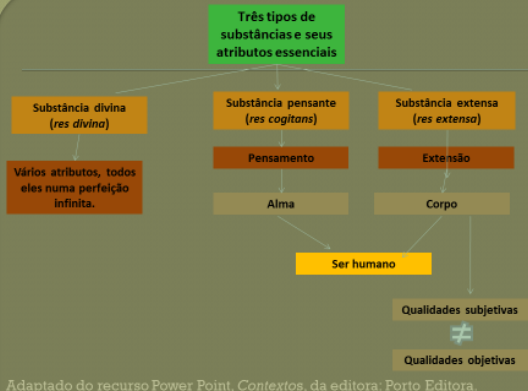 Três tipos de
substâncias e seus
atributos essenciais
Substância divina
(res divina)
Substância pensante
(res cogitans)
Substância extensa
(res extensa)
Vários atributos, todos
eles numa perfeição
infinita.
Pensamento
Extensão
Alma
Corpo
Ser humano
Qualidades subjetivas
≠
Qualidades objetivas
Adaptado do recurso Power Point, Contextos, da editora: Porto Editora.